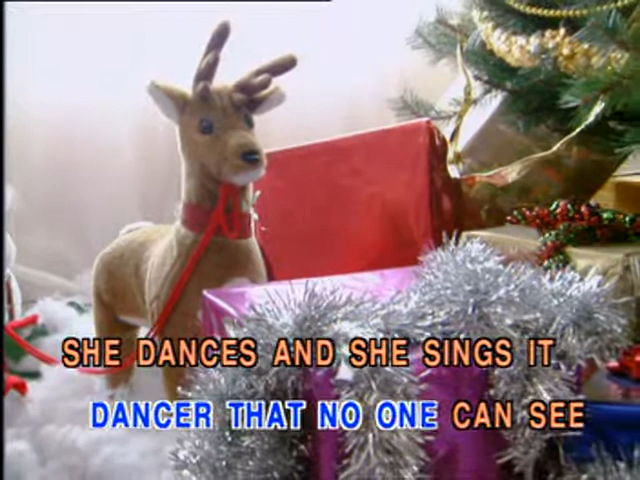 SHE DANCES AND SHE SINGS IT
DANCER THAT NO ONE CAN SEE